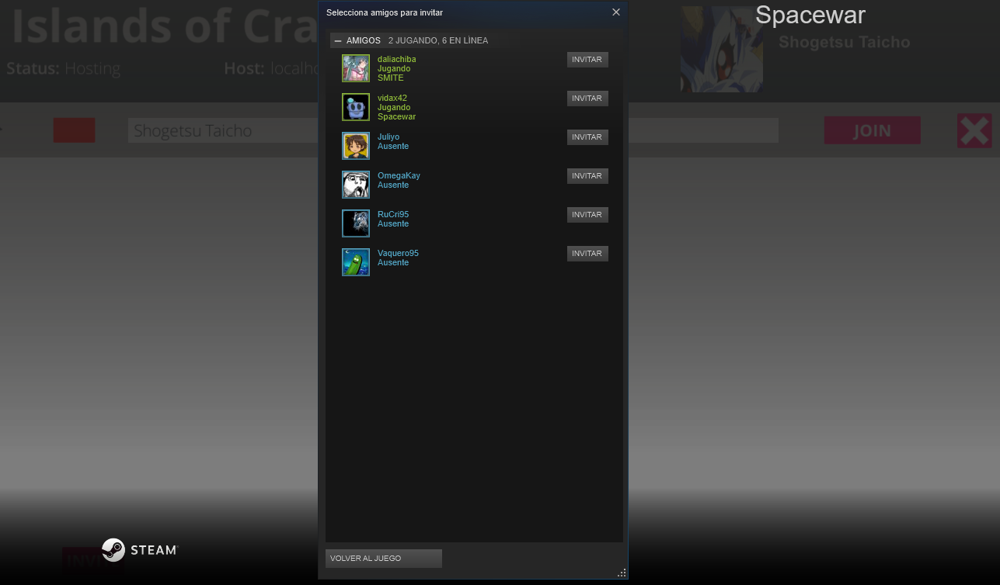 Islands of Cra
Spacewar
Shogetsu Taicho
Status: Hosting
Host: localho
Shogetsu Taicho
JOIN
Selecciona amigos para invitar
AMIGOS 2 JUGANDO, 6 EN LÍNEA
daliachiba
Jugando
SMITE
INVITAR
vidax42
Jugando
Spacewar
INVITAR
Juliyo
Ausente
INVITAR
OmegaKay
Ausente
INVITAR
RuCri95
Ausente
INVITAR
Vaquero95
Ausente
INVITAR
STEAM
VOLVER AL JUEGO